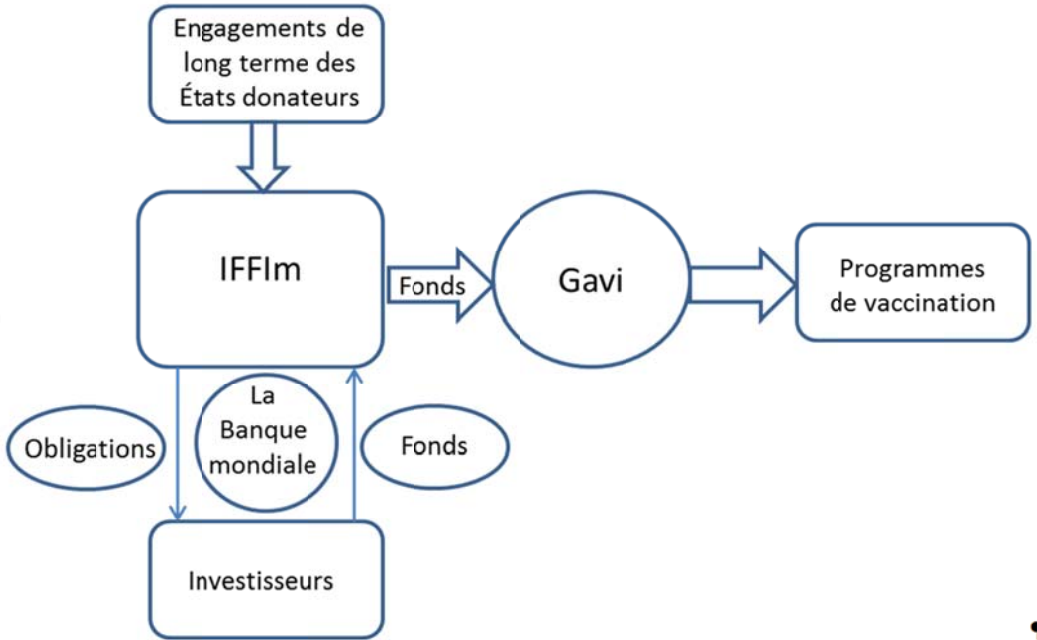 Engagements de
long terme des
États donateurs
IFFIm
Fonds
Gavi
Programmes
de vaccination
Obligations
La
Banque
mondiale
Fonds
Investisseurs